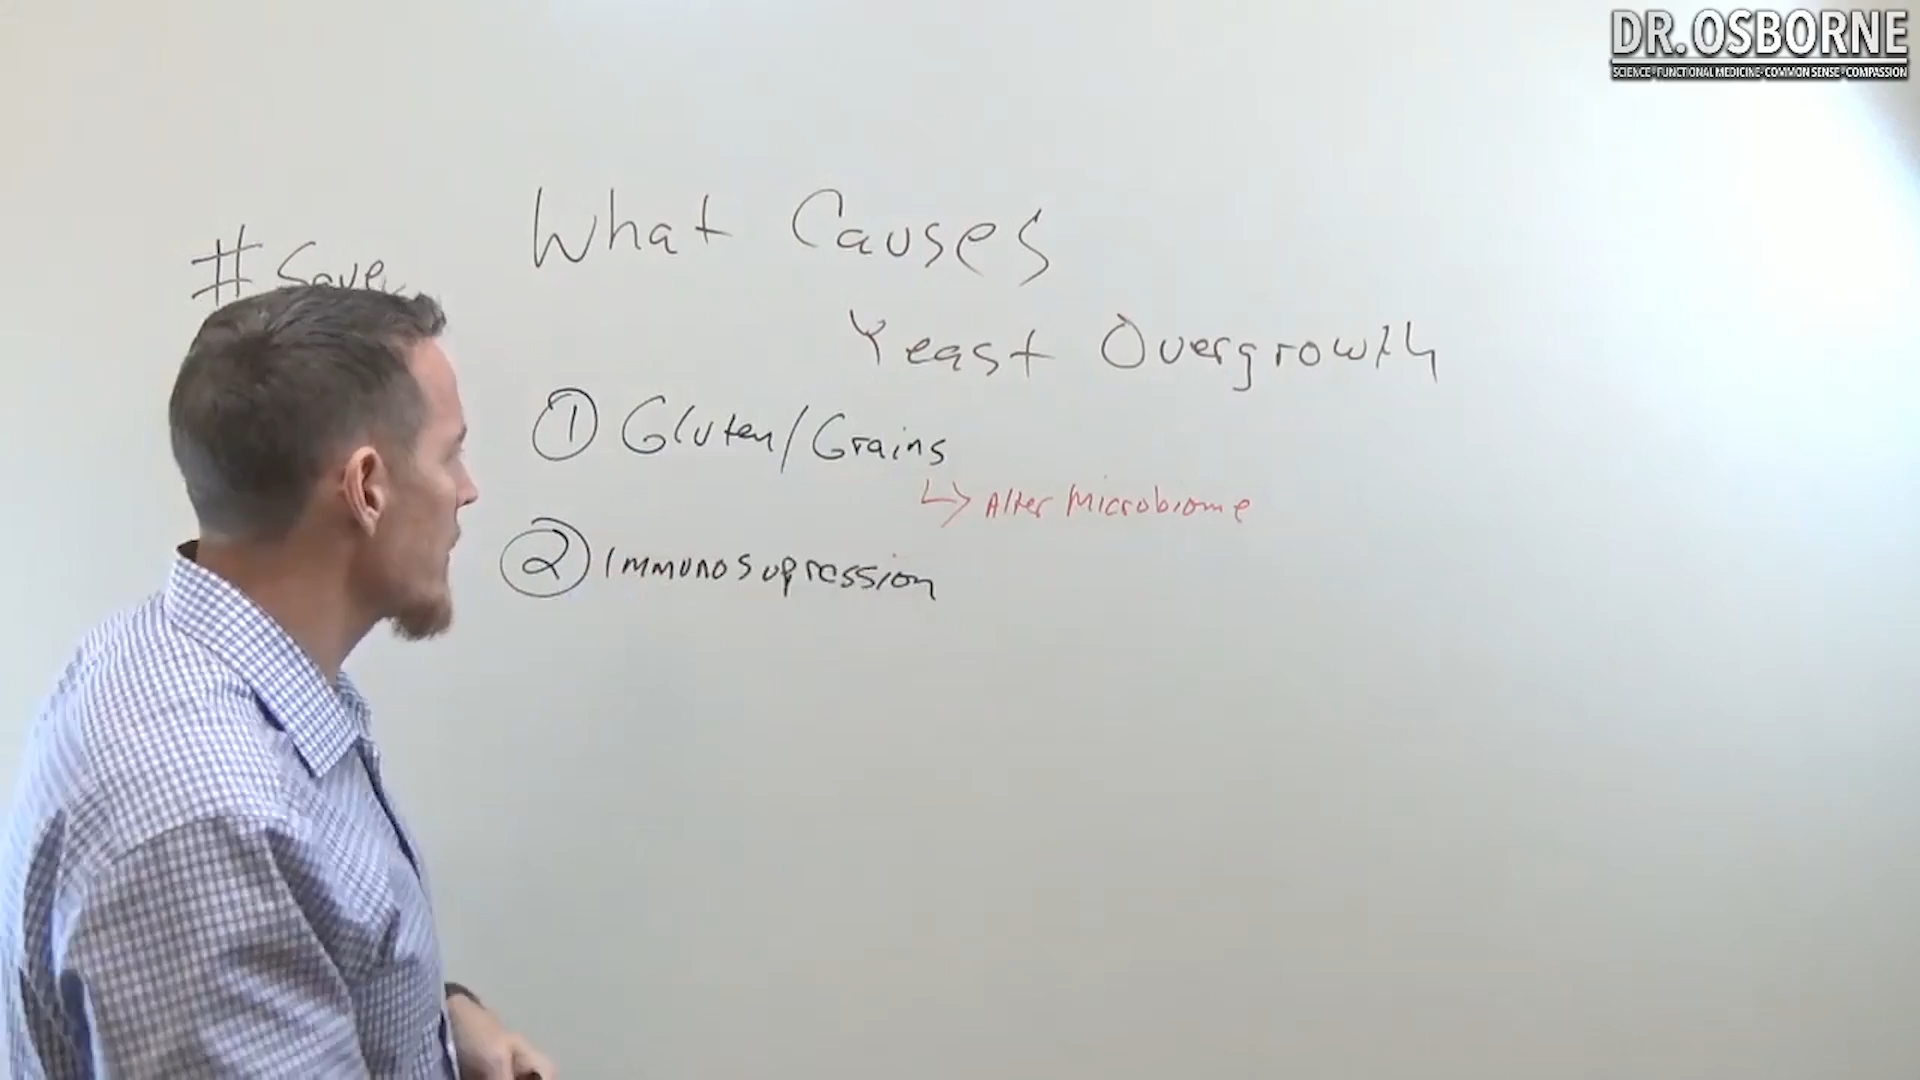 DR. OSBORNE
SCIENCE · FUNCTIONAL MEDICINE · COMMON SENSE · COMPASSION
#Save
What Causes
Yeast Overgrowth
① Gluten/Grains
↳ Alter Microbiome
② Immunosupression